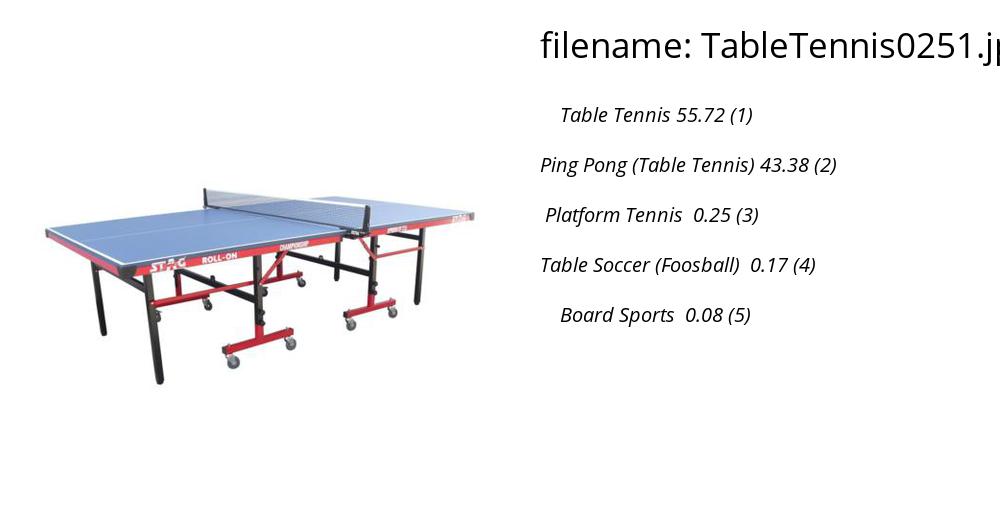 filename: TableTennis0251.jp
Table Tennis 55.72 (1)
Ping Pong (Table Tennis) 43.38 (2)
Platform Tennis 0.25 (3)
Table Soccer (Foosball) 0.17 (4)
Board Sports 0.08 (5)
STAG ROLL-ON CHAMPIONSHIP